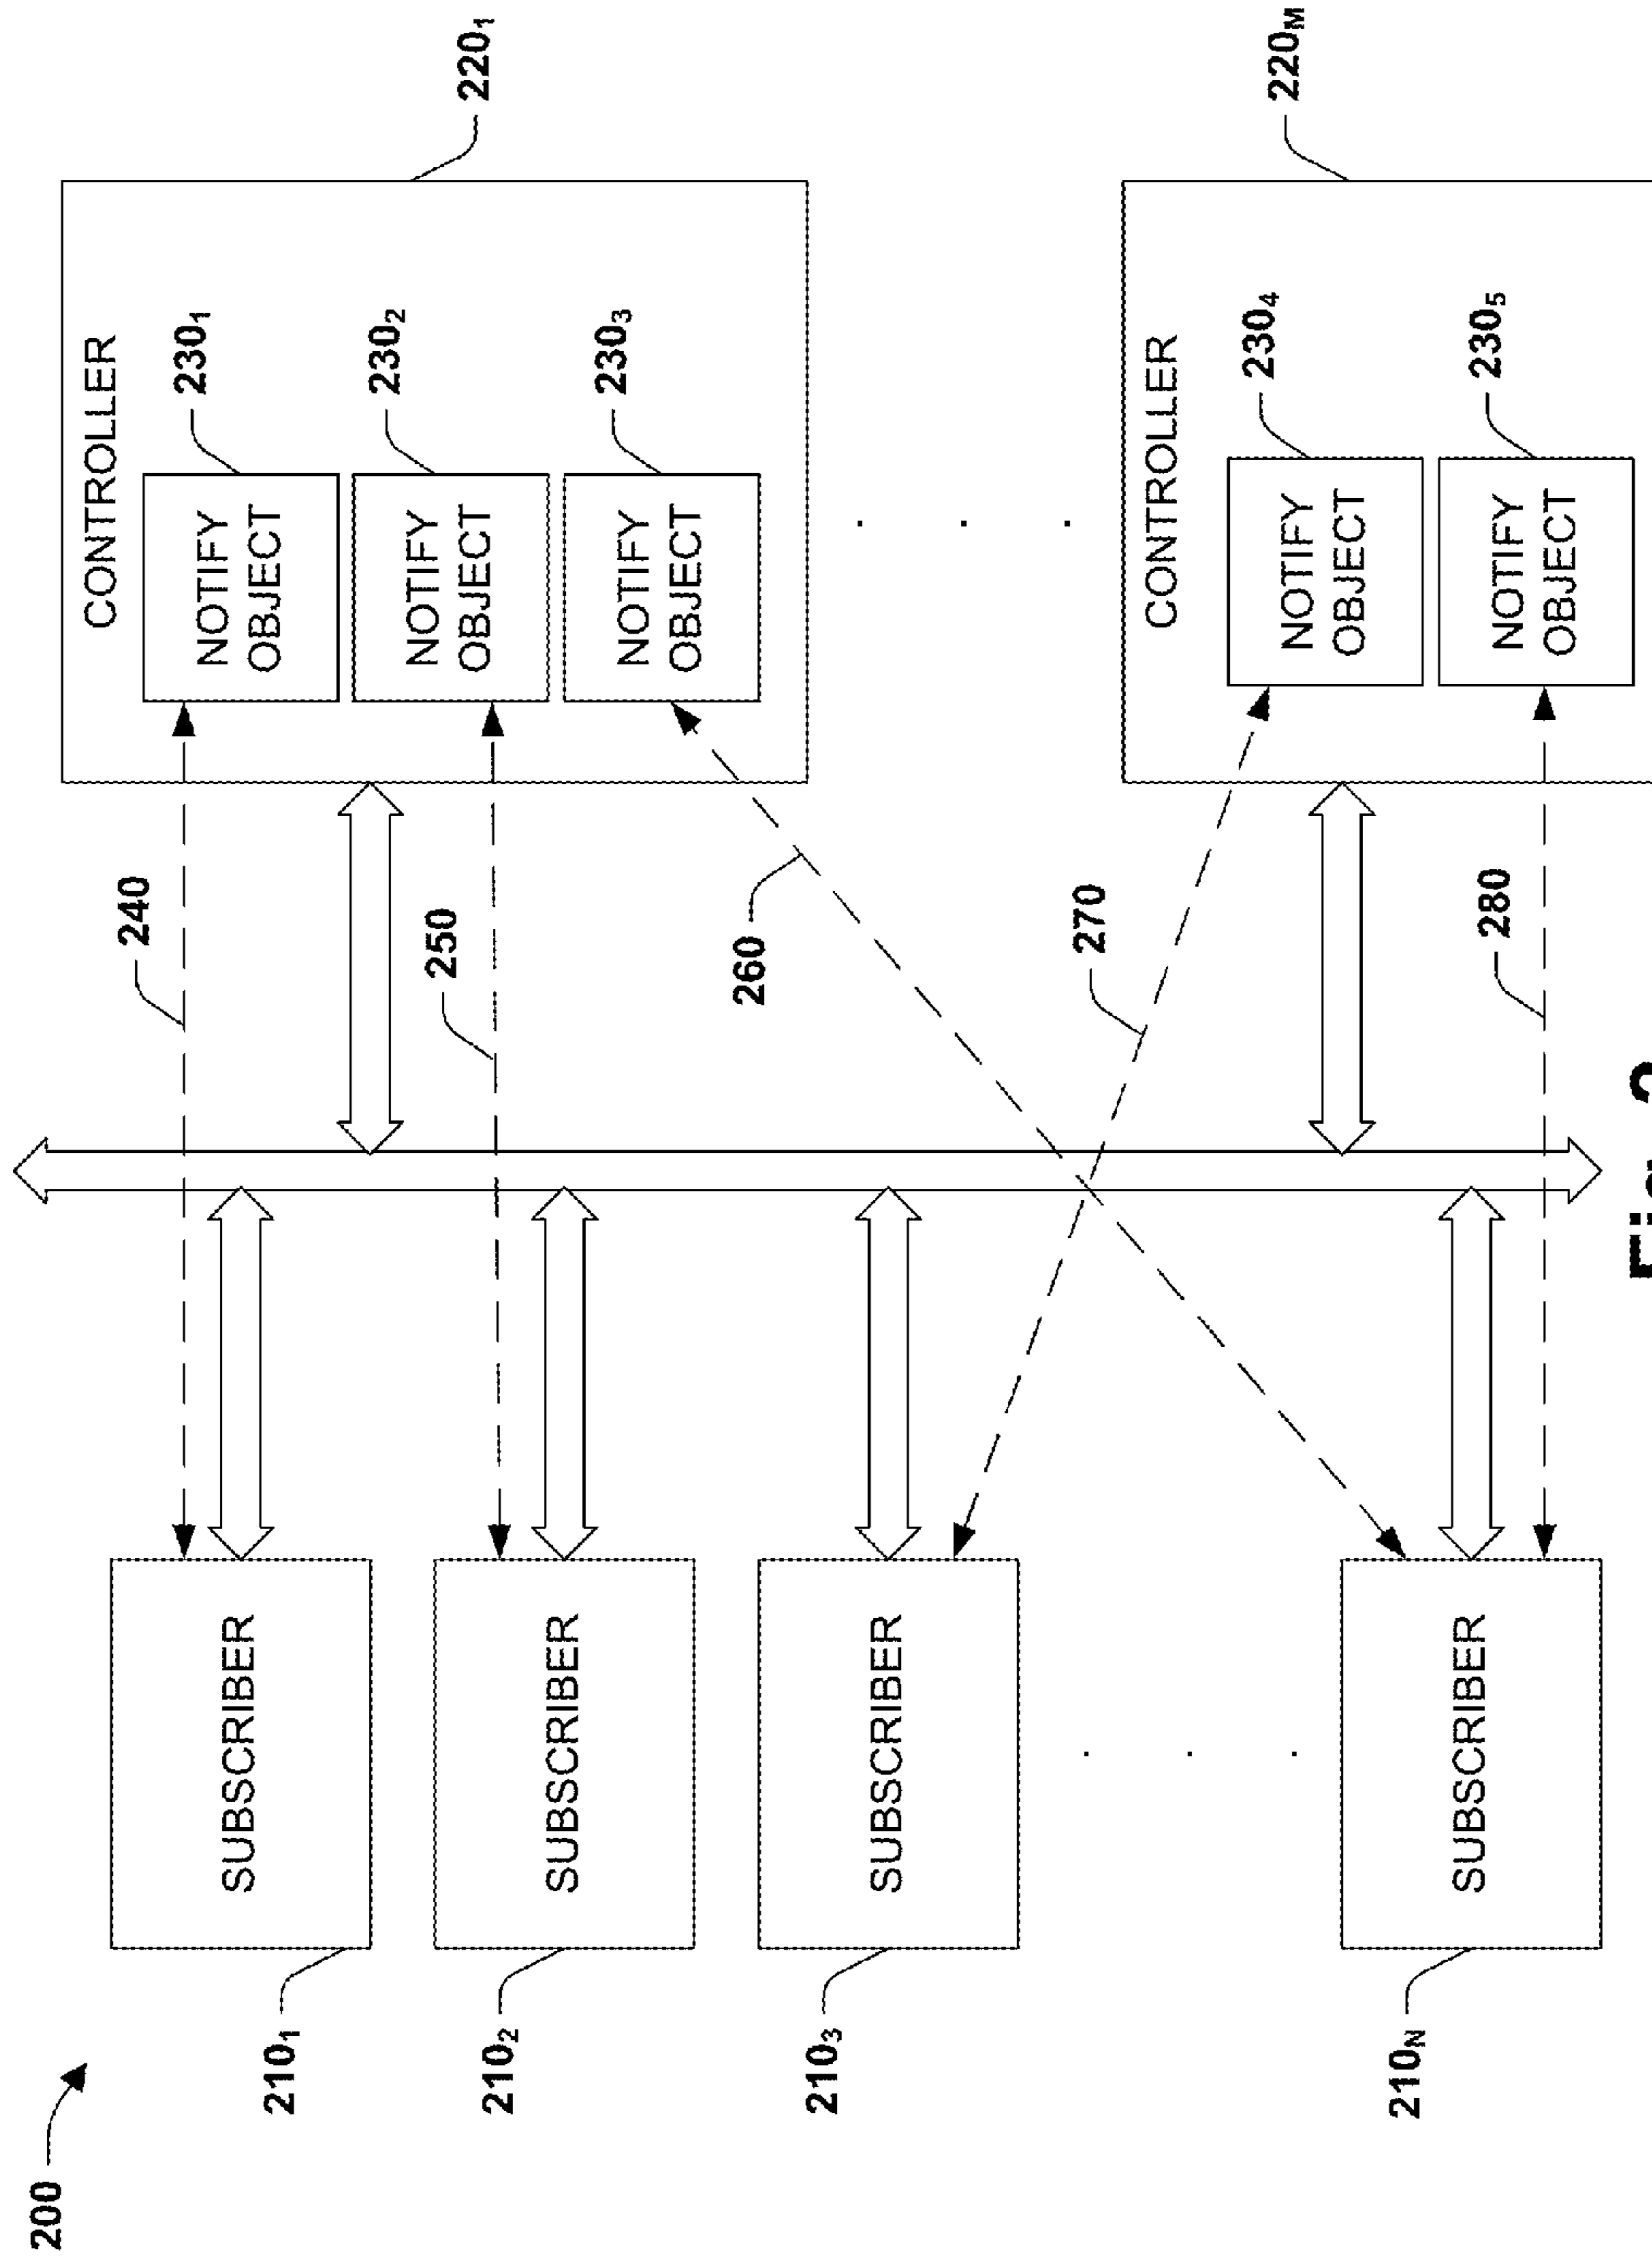 200
210₁
SUBSCRIBER
210₂
SUBSCRIBER
210₃
SUBSCRIBER
210N
SUBSCRIBER
240
250
260
270
280
CONTROLLER
220₁
NOTIFY
OBJECT
230₁
NOTIFY
OBJECT
230₂
NOTIFY
OBJECT
230₃
CONTROLLER
220M
NOTIFY
OBJECT
230₄
NOTIFY
OBJECT
230₅